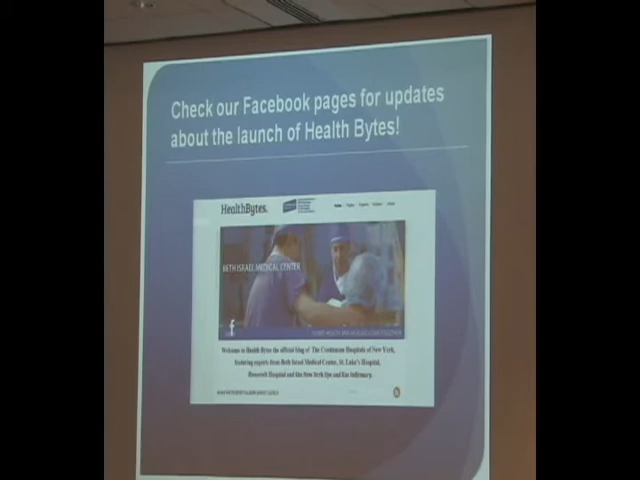 Check our Facebook pages for updates
about the launch of Health Bytes!
HealthBytes.
BETH ISRAEL MEDICAL CENTER
f
Welcome to Health Bytes the official blog of The Continuum Hospitals of New York,
featuring experts from Beth Israel Medical Center, St. Luke's Hospital,
Roosevelt Hospital and the New York Eye and Ear Infirmary.